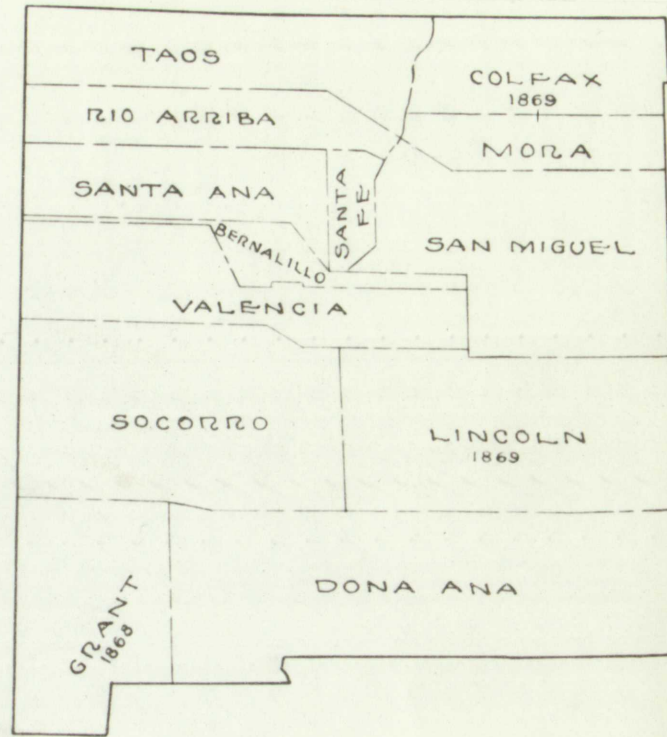 TAOS
COLFAX
1869
RIO ARRIBA
MORA
SANTA ANA
SANTA
FE
BERNALILLO
SAN MIGUEL
VALENCIA
SOCORRO
LINCOLN
1869
DONA ANA
GRANT
1868